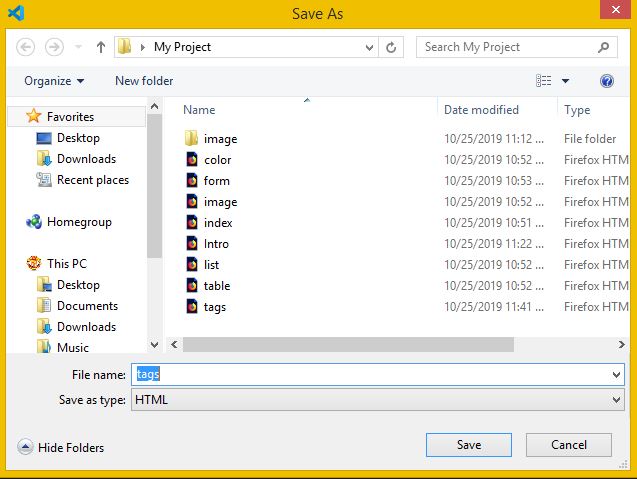 Save As
My Project
Search My Project
Organize
New folder
Favorites
Desktop
Downloads
Recent places
Homegroup
This PC
Desktop
Documents
Downloads
Music
Name Date modified Type
image 10/25/2019 11:12 ... File folder
color 10/25/2019 10:52 ... Firefox HTM
form 10/25/2019 10:53 ... Firefox HTM
image 10/25/2019 10:52 ... Firefox HTM
index 10/25/2019 10:51 ... Firefox HTM
Intro 10/25/2019 11:22 ... Firefox HTM
list 10/25/2019 10:52 ... Firefox HTM
table 10/25/2019 10:52 ... Firefox HTM
tags 10/25/2019 11:41 ... Firefox HTM
File name: tags
Save as type: HTML
Hide Folders
Save
Cancel